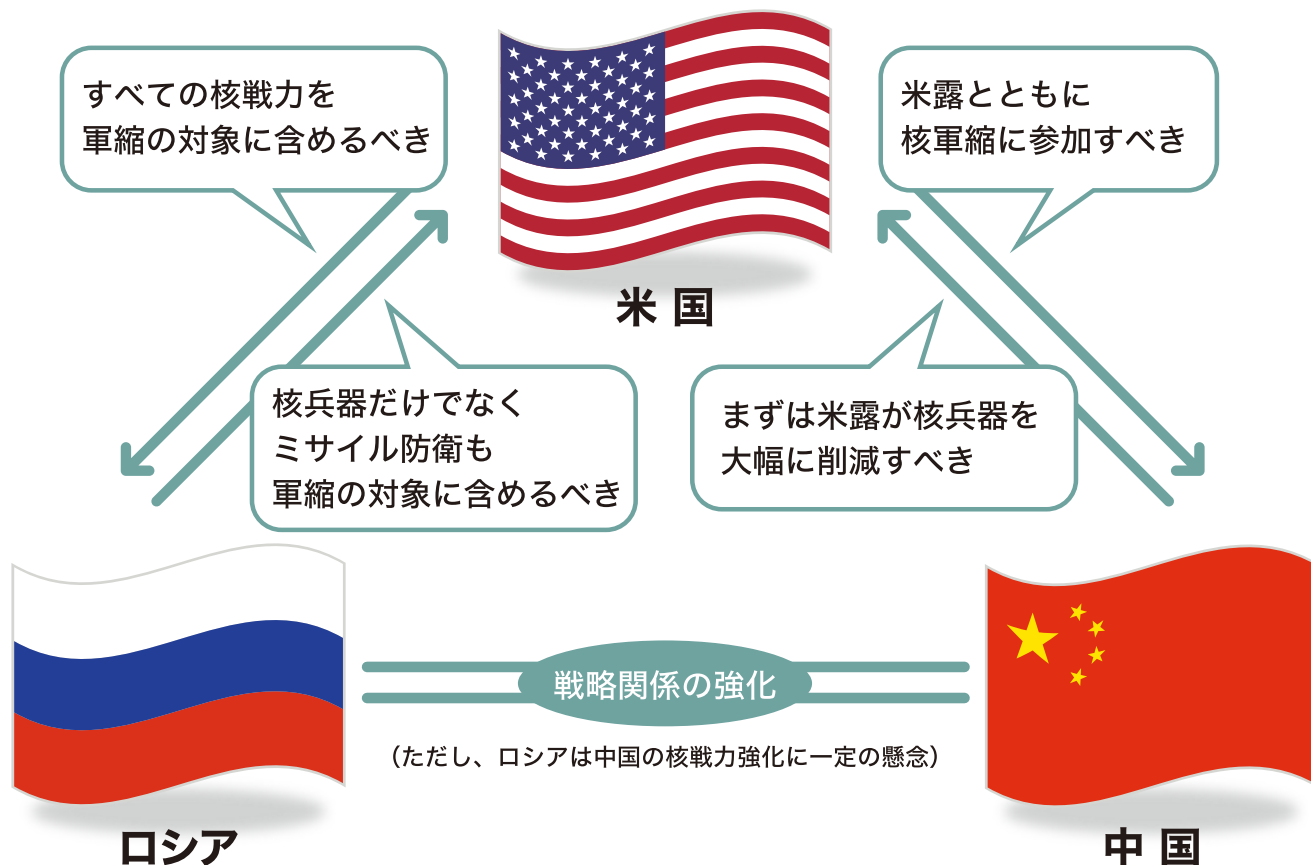 すべての核戦力を
軍縮の対象に含めるべき
米露とともに
核軍縮に参加すべき
米国
核兵器だけでなく
ミサイル防衛も
軍縮の対象に含めるべき
まずは米露が核兵器を
大幅に削減すべき
戦略関係の強化
（ただし、ロシアは中国の核戦力強化に一定の懸念）
ロシア
中国